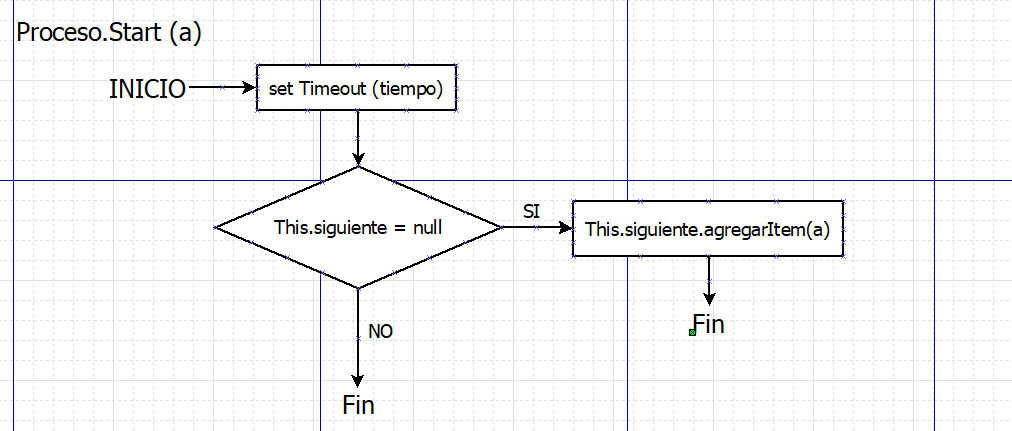 Proceso.Start (a)
INICIO
set Timeout (tiempo)
This.siguiente = null
SI
This.siguiente.agregarItem(a)
Fin
NO
Fin